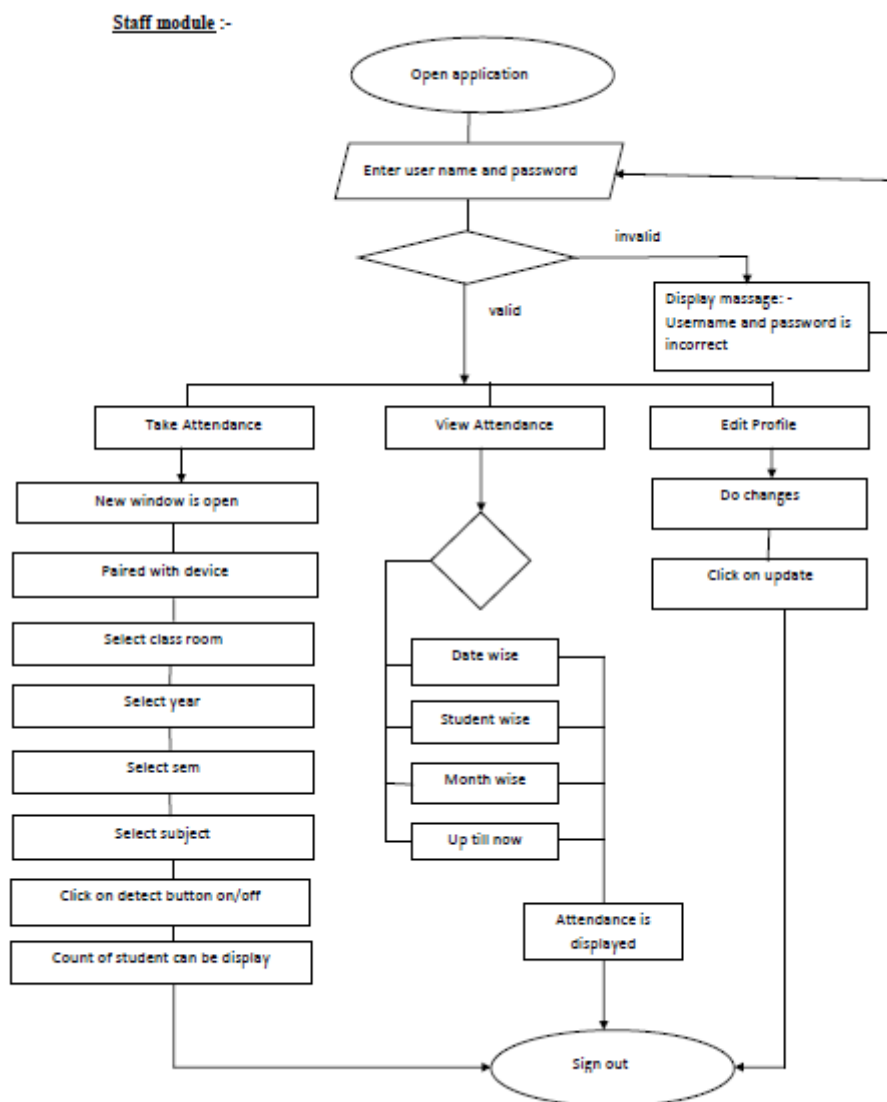 Staff module :-
Open application
Enter user name and password
invalid
Display massage: -
Username and password is
incorrect
valid
Take Attendance
View Attendance
Edit Profile
New window is open
Do changes
Paired with device
Click on update
Select class room
Date wise
Select year
Student wise
Select sem
Month wise
Select subject
Up till now
Click on detect button on/off
Attendance is
displayed
Count of student can be display
Sign out